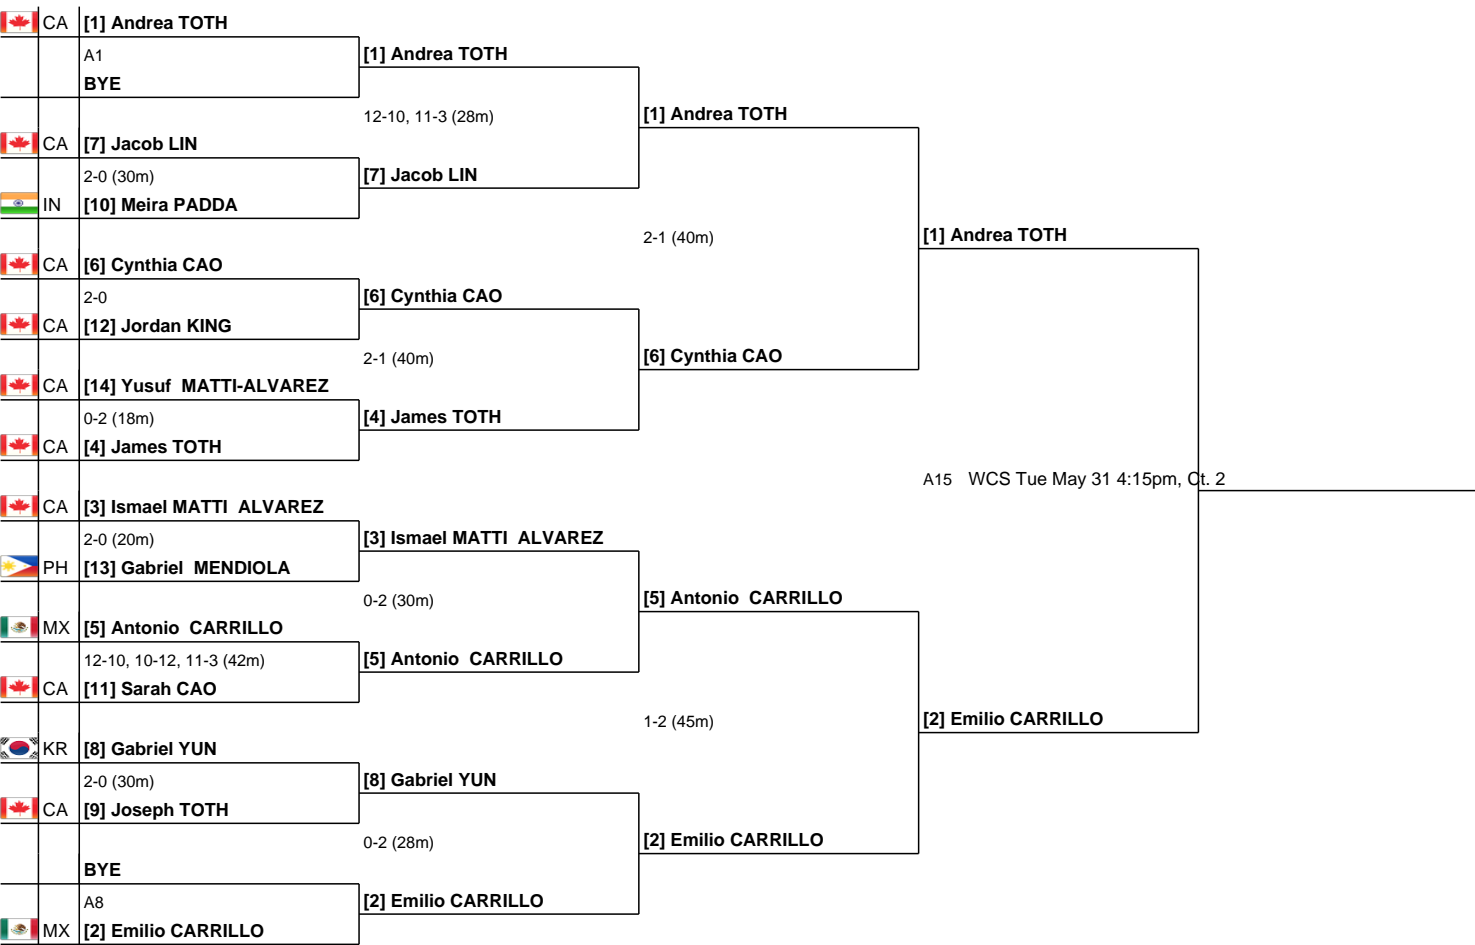 CA [1] Andrea TOTH
A1
[1] Andrea TOTH
BYE
12-10, 11-3 (28m)
[1] Andrea TOTH
CA [7] Jacob LIN
2-0 (30m)
[7] Jacob LIN
IN [10] Meira PADDA
2-1 (40m)
[1] Andrea TOTH
CA [6] Cynthia CAO
2-0
[6] Cynthia CAO
CA [12] Jordan KING
2-1 (40m)
[6] Cynthia CAO
CA [14] Yusuf MATTI-ALVAREZ
0-2 (18m)
[4] James TOTH
CA [4] James TOTH
A15 WCS Tue May 31 4:15pm, Ct. 2
CA [3] Ismael MATTI ALVAREZ
2-0 (20m)
[3] Ismael MATTI ALVAREZ
PH [13] Gabriel MENDIOLA
0-2 (30m)
[5] Antonio CARRILLO
MX [5] Antonio CARRILLO
12-10, 10-12, 11-3 (42m)
[5] Antonio CARRILLO
CA [11] Sarah CAO
1-2 (45m)
[2] Emilio CARRILLO
KR [8] Gabriel YUN
2-0 (30m)
[8] Gabriel YUN
CA [9] Joseph TOTH
0-2 (28m)
[2] Emilio CARRILLO
BYE
A8
[2] Emilio CARRILLO
MX [2] Emilio CARRILLO